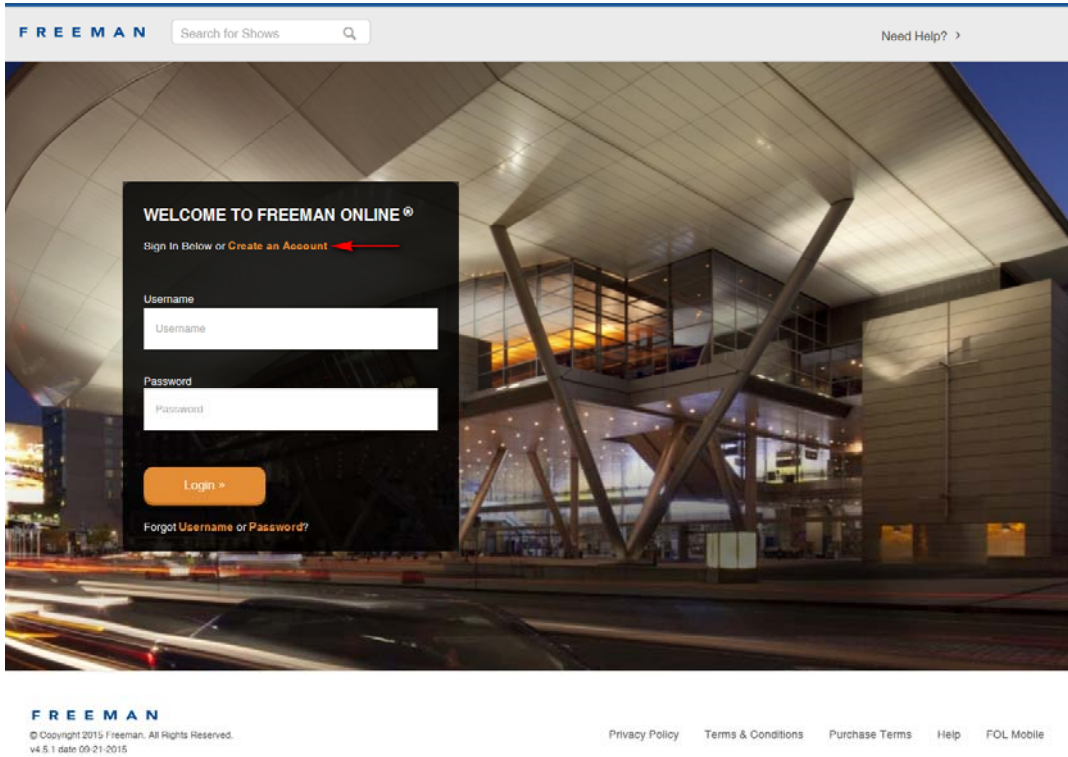 FREEMAN
Search for Shows
Need Help? >
WELCOME TO FREEMAN ONLINE®
Sign In Below or Create an Account
Username
Username
Password
Password
Login »
Forgot Username or Password?
FREEMAN
© Copyright 2015 Freeman. All Rights Reserved.
v4.5.1 date 09-21-2015
Privacy Policy Terms & Conditions Purchase Terms Help FOL Mobile